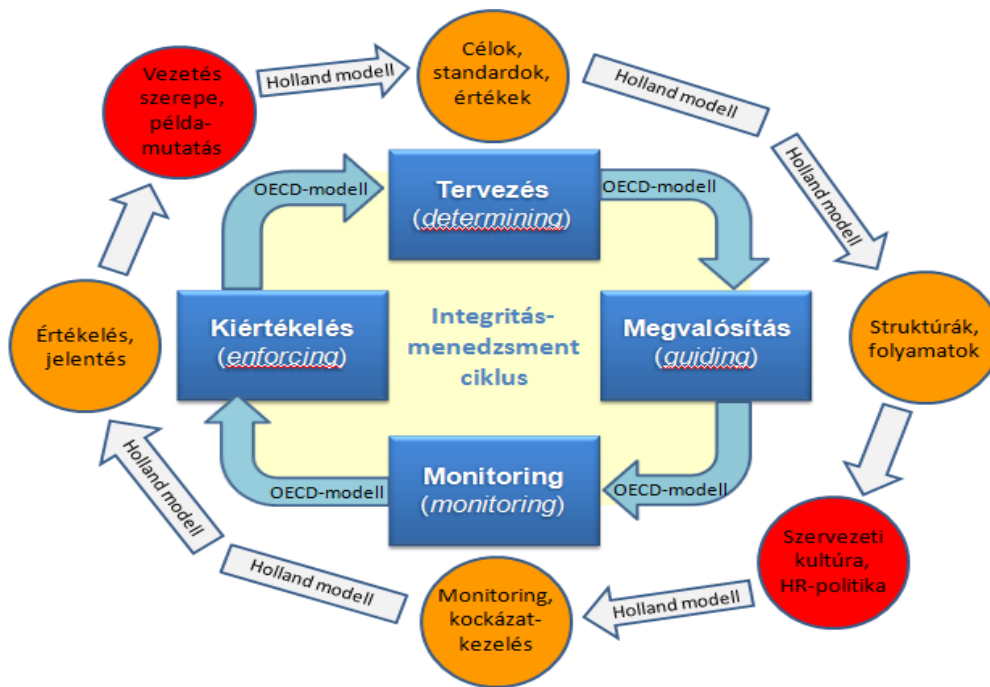 Vezetés
szerepe,
példa-
mutatás
Holland modell
Célok,
standardok,
értékek
Holland modell
Holland modell
OECD-modell
Tervezés
(determining)
OECD-modell
Értékelés,
jelentés
Kiértékelés
(enforcing)
Integritás-
menedzsment
ciklus
Megvalósítás
(guiding)
Struktúrák,
folyamatok
Holland modell
OECD-modell
Monitoring
(monitoring)
OECD-modell
Szervezeti
kultúra,
HR-politika
Holland modell
Monitoring,
kockázat-
kezelés
Holland modell